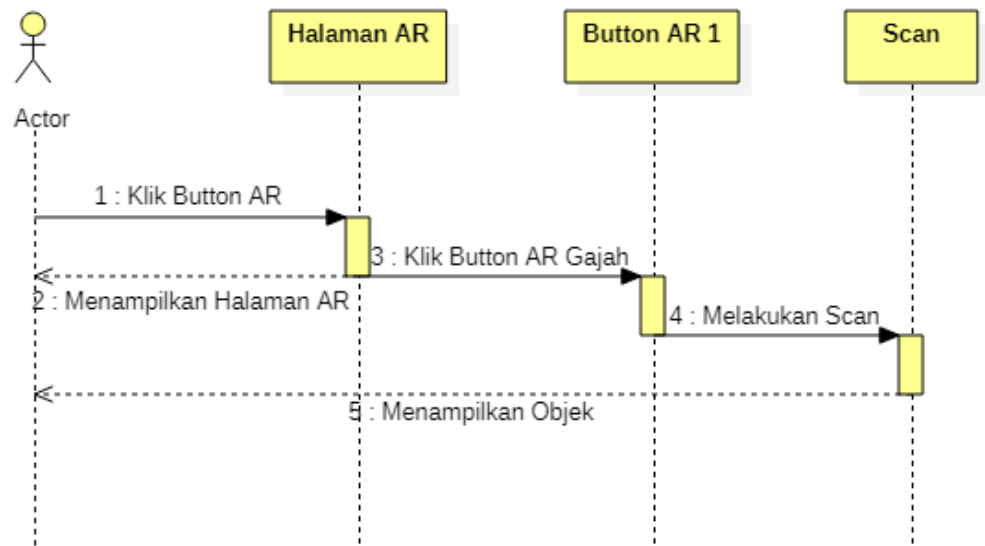 Halaman AR
Button AR 1
Scan
Actor
1 : Klik Button AR
3 : Klik Button AR Gajah
2 : Menampilkan Halaman AR
4 : Melakukan Scan
5 : Menampilkan Objek